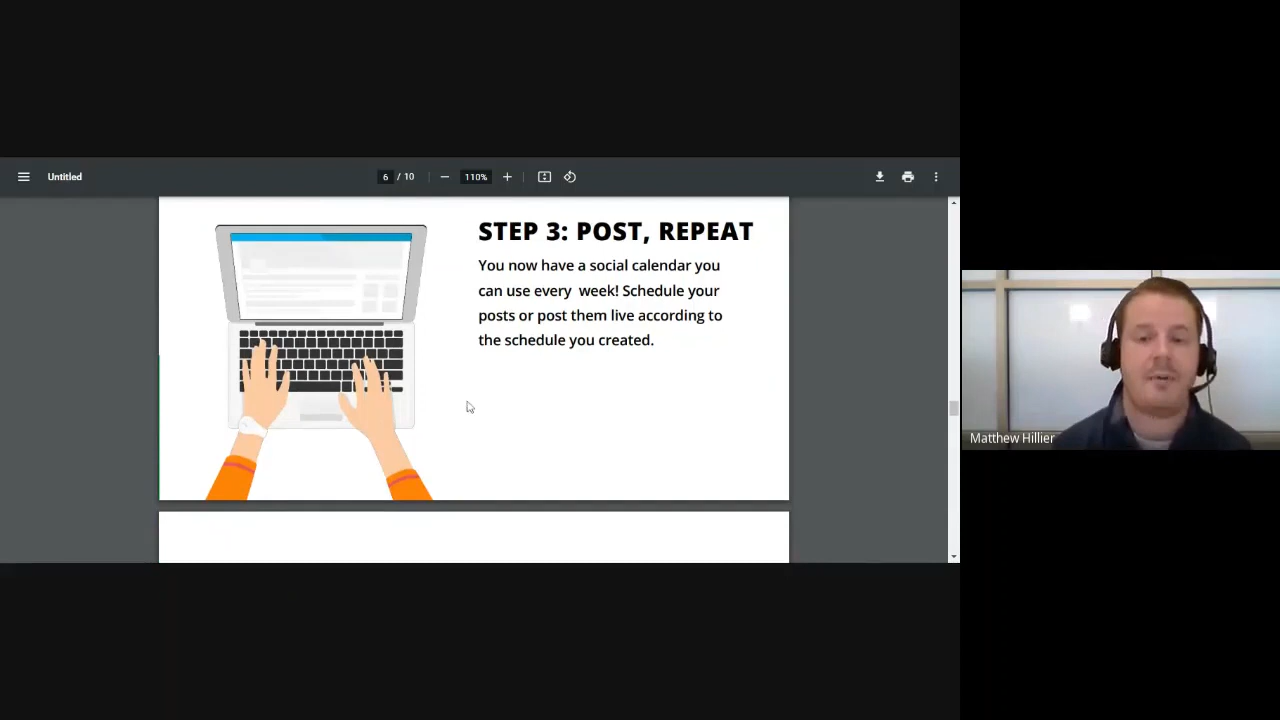 Untitled
6 / 10
110%
STEP 3: POST, REPEAT
You now have a social calendar you
can use every week! Schedule your
posts or post them live according to
the schedule you created.
Matthew Hillier